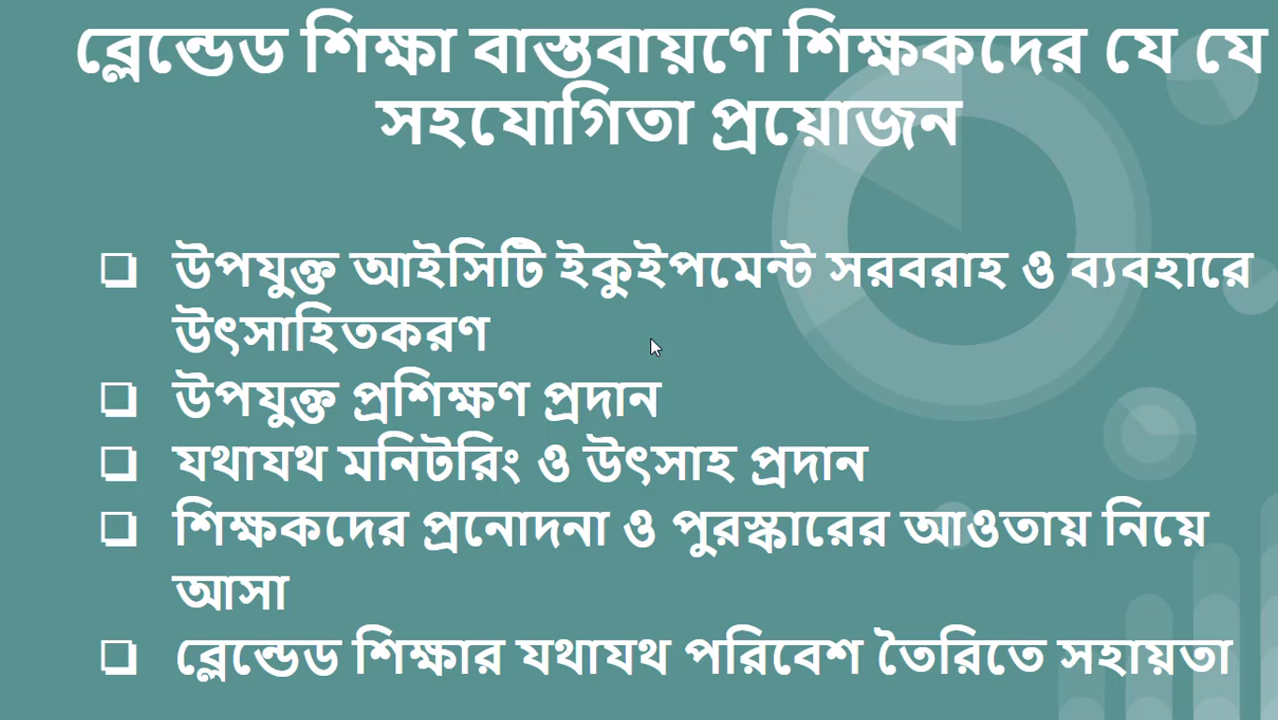 ব্লেন্ডেড শিক্ষা বাস্তবায়ণে শিক্ষকদের যে যে
সহযোগিতা প্রয়োজন
উপযুক্ত আইসিটি ইকুইপমেন্ট সরবরাহ ও ব্যবহারে
উৎসাহিতকরণ
উপযুক্ত প্রশিক্ষণ প্রদান
যথাযথ মনিটরিং ও উৎসাহ প্রদান
শিক্ষকদের প্রনোদনা ও পুরস্কারের আওতায় নিয়ে
আসা
ব্লেন্ডেড শিক্ষার যথাযথ পরিবেশ তৈরিতে সহায়তা